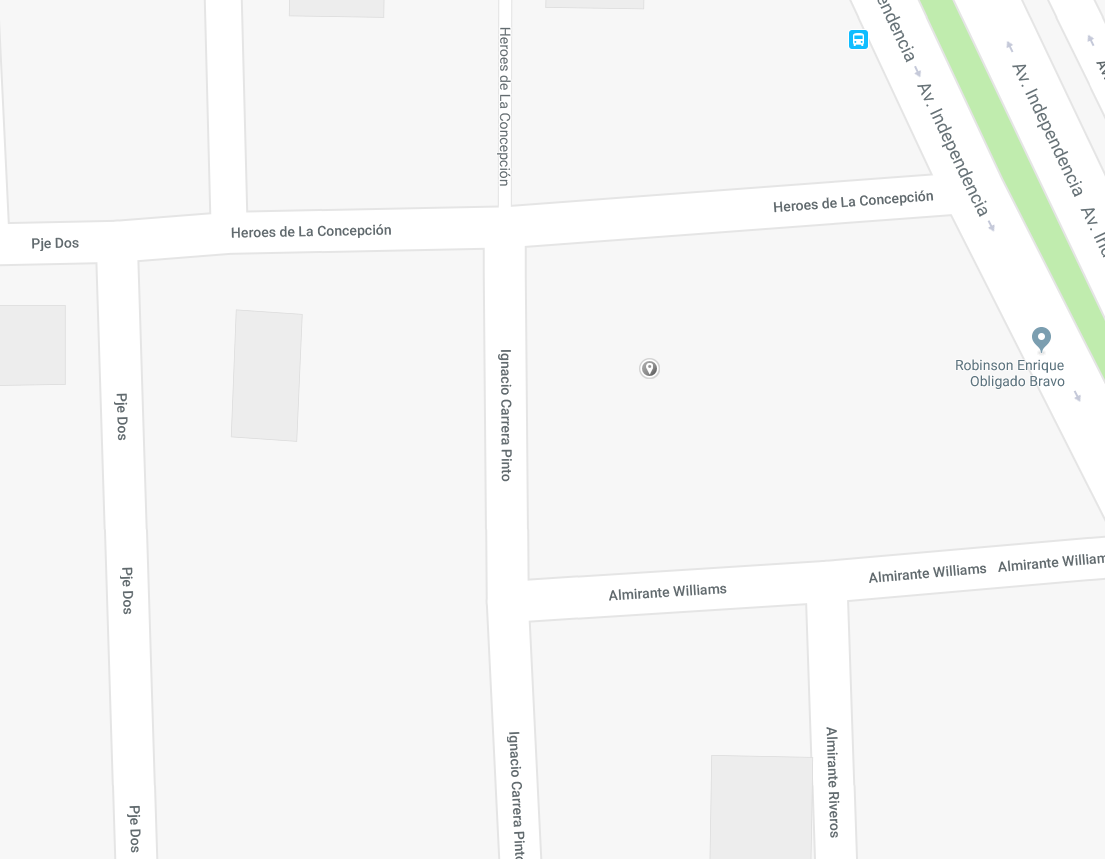 endencia
Heroes de La Concepción
Av. Independencia
Av. Independencia
Av.
Heroes de La Concepción
Av. Inde
Heroes de La Concepción
Pje Dos
Robinson Enrique
Obligado Bravo
Ignacio Carrera Pinto
Pje Dos
Pje Dos
Almirante Williams
Almirante Williams
Almirante William
Ignacio Carrera Pinto
Almirante Riveros
Pje Dos